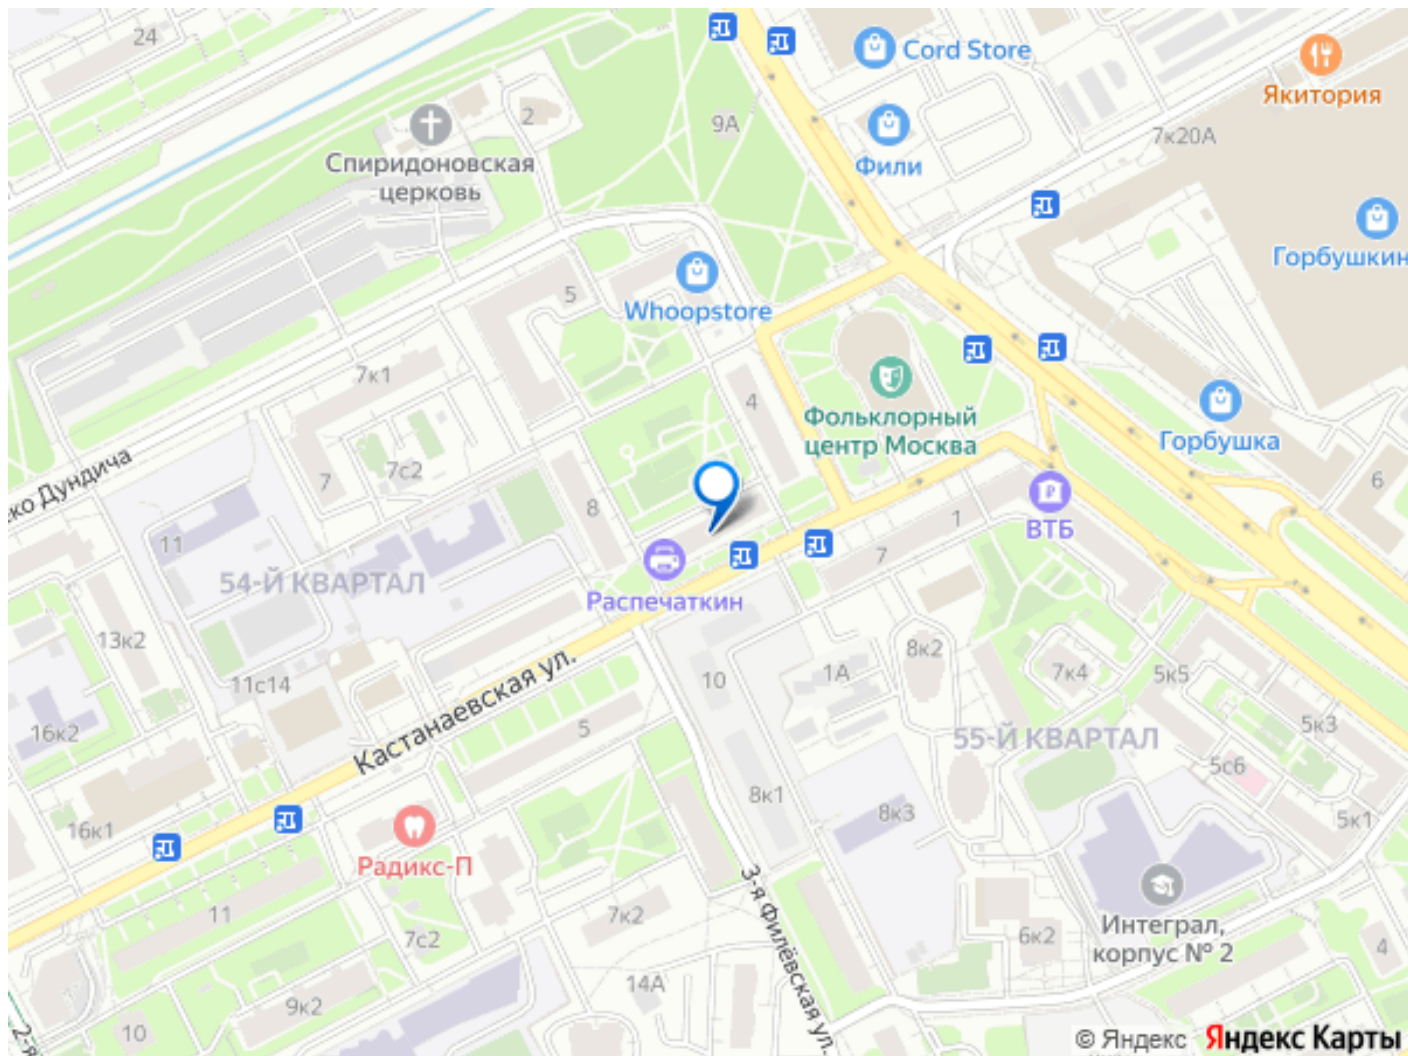 24
Cord Store
Якитория
9А
2
7к20А
Спиридоновская
церковь
Фили
Горбушкин
5
Whoopstore
7к1
4
Фольклорный
центр Москва
Горбушка
ко Дундича
7с2
7
8
6
ВТБ
1
11
7
54-Й КВАРТАЛ
Распечаткин
13к2
8к2
11с14
10
1А
7к4
5к5
Кастанаевская ул.
16к2
5
55-Й КВАРТАЛ
5к3
5с6
8к1
8к3
16к1
5к1
Радикс-П
3-я Филёвская ул.
11
7к2
Интеграл,
корпус № 2
7с2
6к2
4
14А
9к2
10
2-я
© Яндекс Яндекс Карты